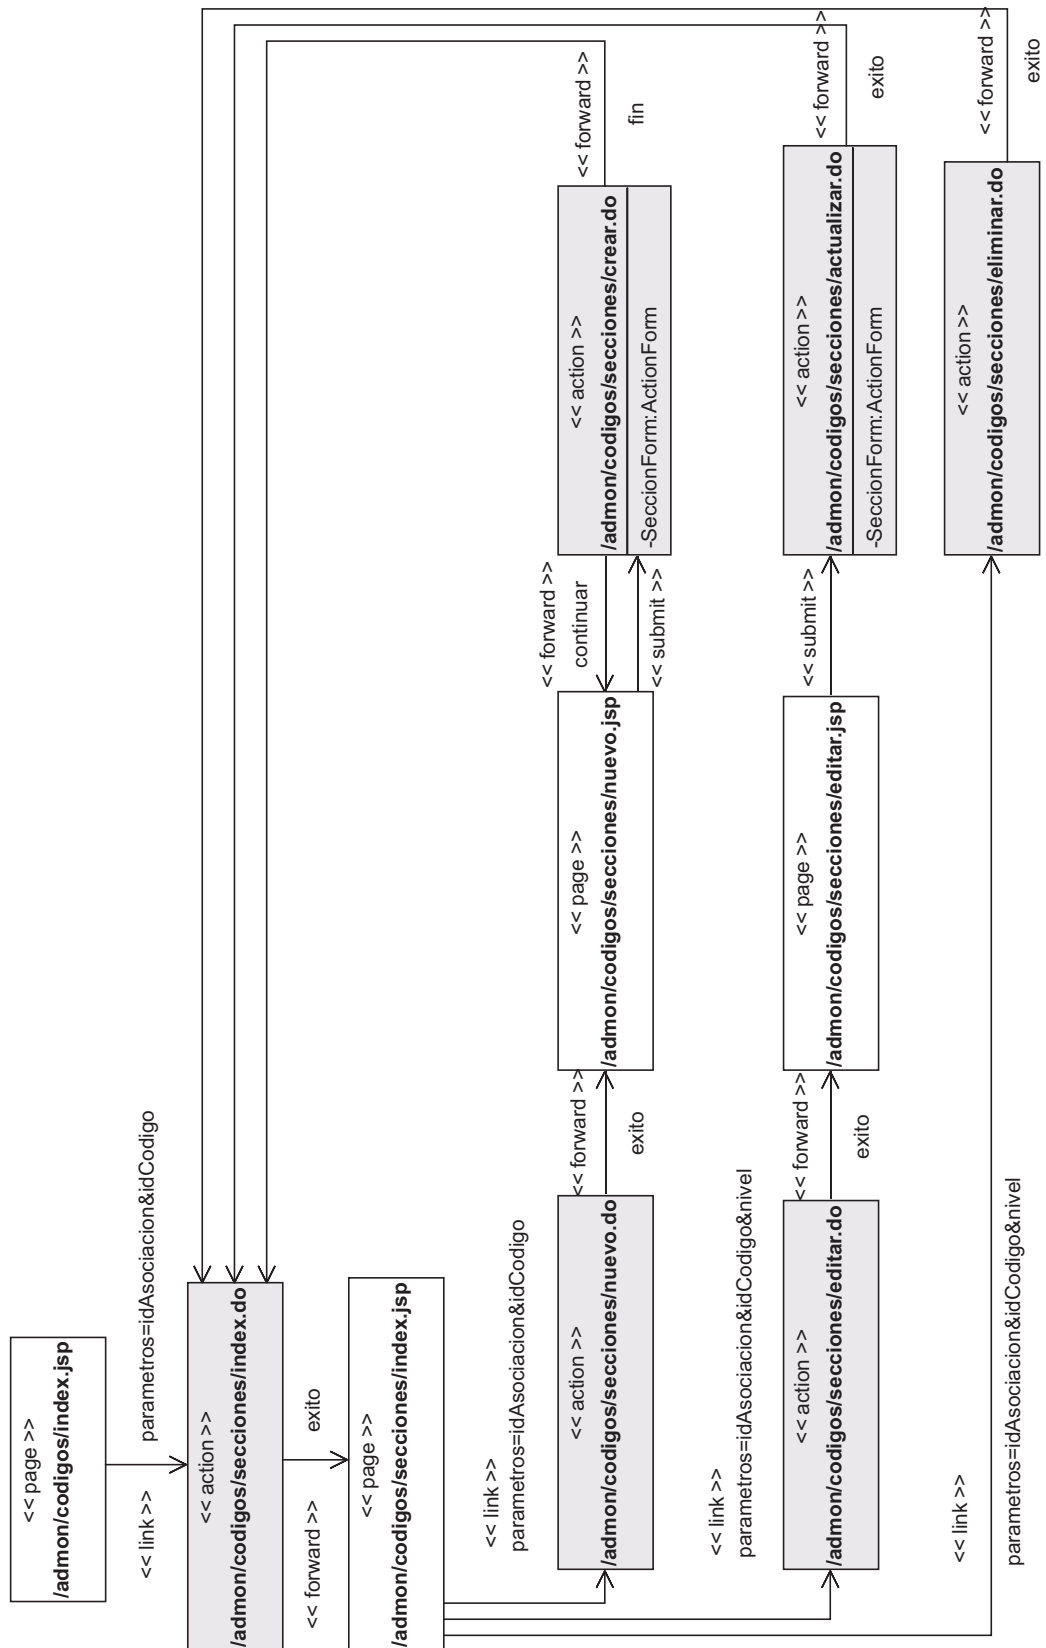 << page >>
/admon/codigos/index.jsp
<< link >>
parametros=idAsociacion&idCodigo
<< action >>
/admon/codigos/secciones/index.do
<< forward >>
exito
<< page >>
/admon/codigos/secciones/index.jsp
<< link >>
parametros=idAsociacion&idCodigo
<< action >>
/admon/codigos/secciones/nuevo.do
<< forward >>
exito
<< page >>
/admon/codigos/secciones/nuevo.jsp
<< forward >>
continuar
<< submit >>
<< action >>
/admon/codigos/secciones/crear.do
-SeccionForm:ActionForm
<< forward >>
fin
<< link >>
parametros=idAsociacion&idCodigo&nivel
<< action >>
/admon/codigos/secciones/editar.do
<< forward >>
exito
<< page >>
/admon/codigos/secciones/editar.jsp
<< submit >>
<< action >>
/admon/codigos/secciones/actualizar.do
-SeccionForm:ActionForm
<< forward >>
exito
<< link >>
parametros=idAsociacion&idCodigo&nivel
<< action >>
/admon/codigos/secciones/eliminar.do
<< forward >>
exito